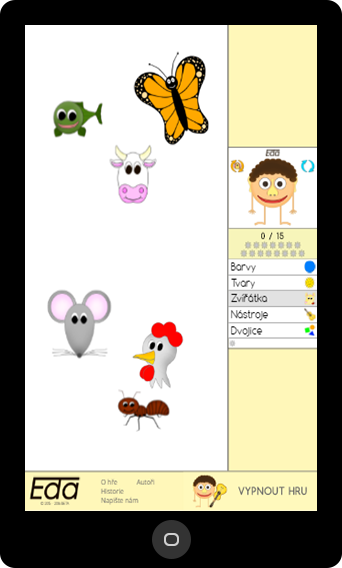 Eda
0 / 15
Barvy
Tvary
Zvířátka
Nástroje
Dvojice
Eda
O hře Autoři
Historie
Napište nám
VYPNOUT HRU